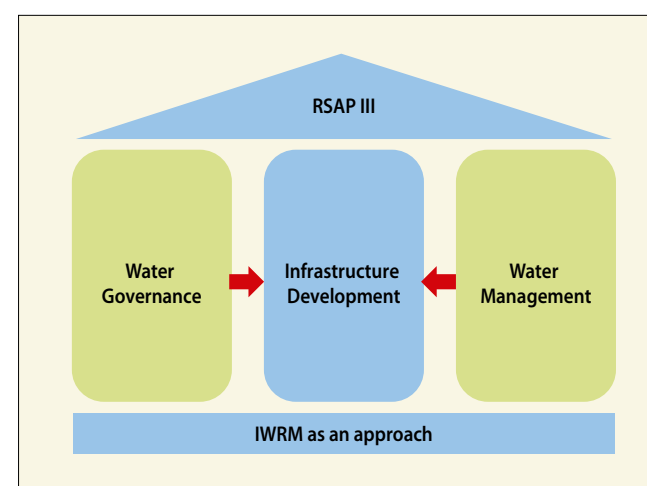 RSAP III
Water
Governance
Infrastructure
Development
Water
Management
IWRM as an approach